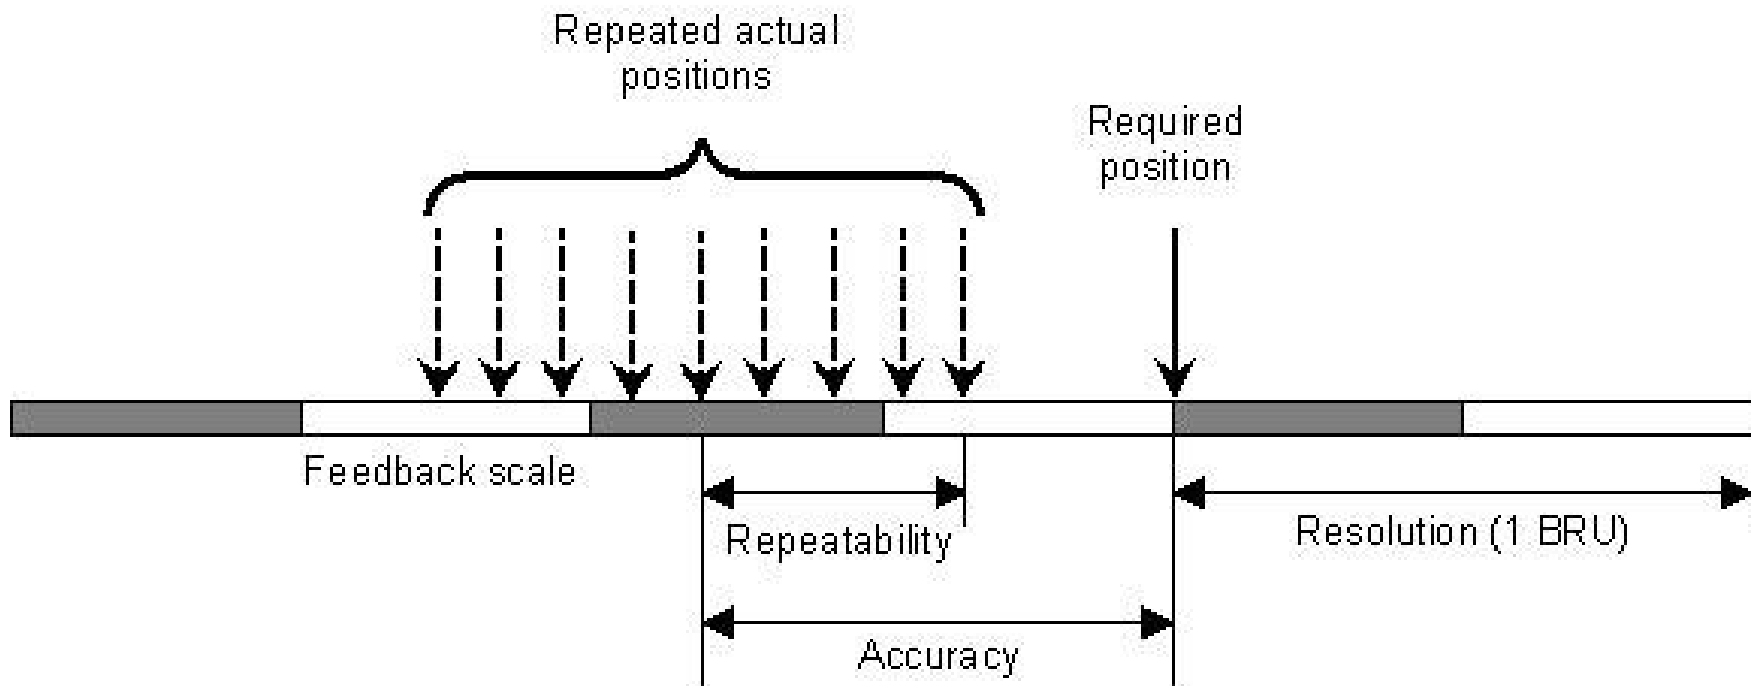 Repeated actual
positions
Required
position
Feedback scale
Repeatability
Resolution (1 BRU)
Accuracy